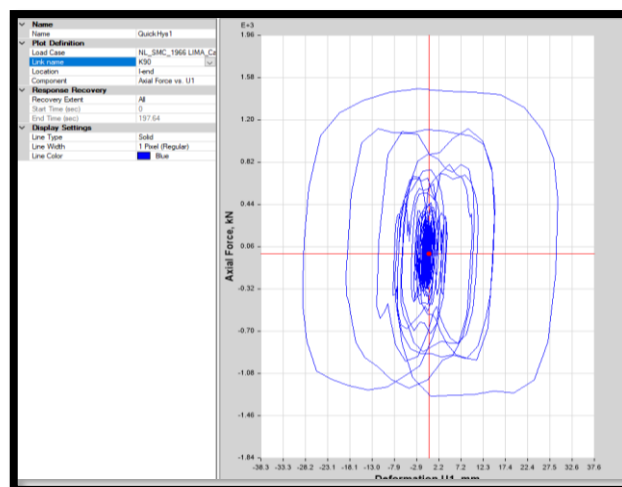 Name
Name QuickHys1
Plot Definition
Load Case NL_SMC_1966 LIMA_Ca
Link name K90
Location I-end
Component Axial Force vs. U1
Response Recovery
Recovery Extent All
Start Time (sec) 0
End Time (sec) 197.64
Display Settings
Line Type Solid
Line Width 1 Pixel (Regular)
Line Color Blue
E+3
1.96
1.58
1.20
0.82
0.44
0.06
-0.32
-0.70
-1.08
-1.46
-1.84
Axial Force, kN
-38.3 -33.2 -28.2 -23.1 -18.1 -13.0 -7.9 -2.9 2.2 7.2 12.3 17.4 22.4 27.5 32.5 37.6
Deformation U1, mm